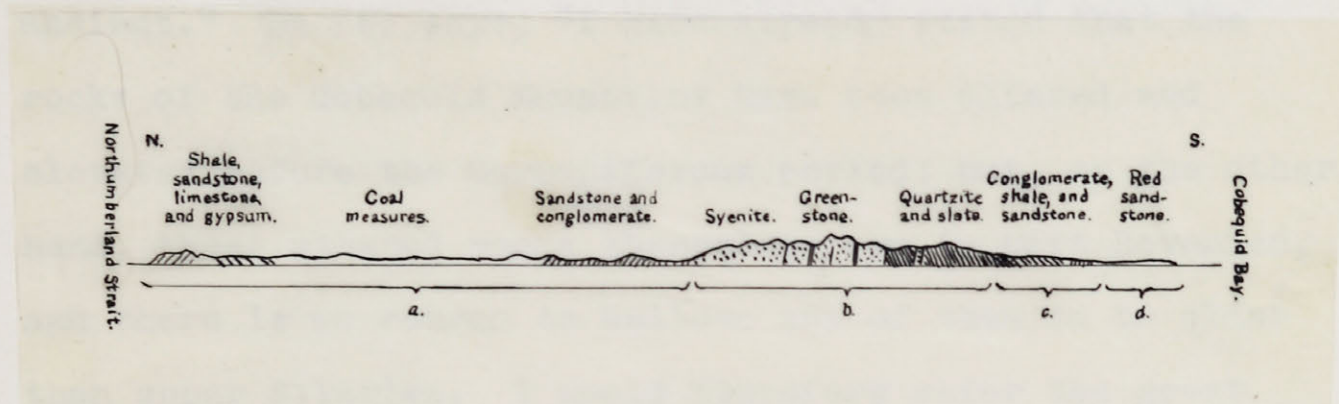 N.
S.
Northumberland Strait.
Shale,
sandstone,
limestone,
and gypsum.
Coal
measures.
Sandstone and
conglomerate.
Syenite.
Green-
stone.
Quartzite
and slate.
Conglomerate,
shale, and
sandstone.
Red
sand-
stone.
Cobequid Bay.
a.
b.
c.
d.